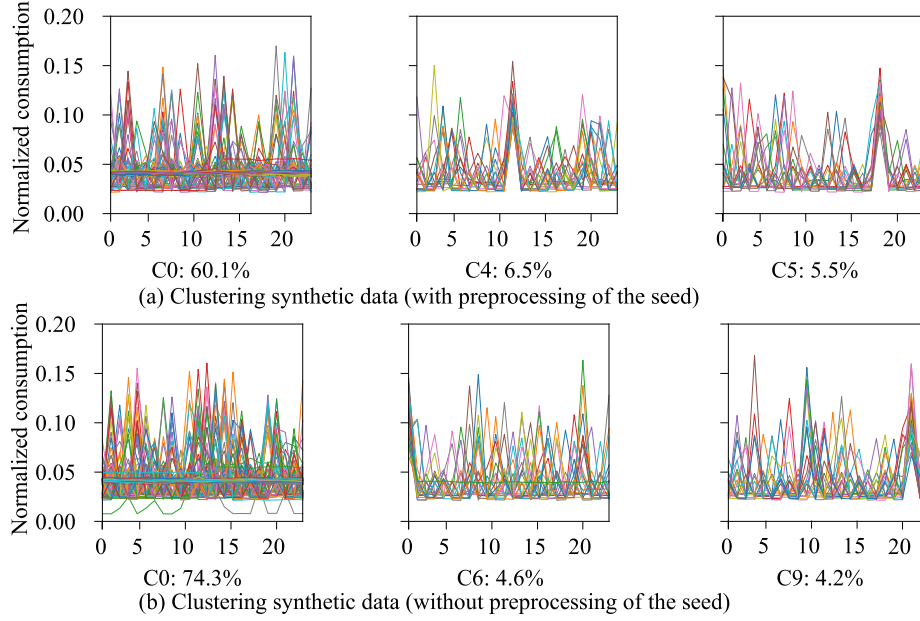 Normalized consumption
0.20
0.15
0.10
0.05
0.00
0 5 10 15 20
0 5 10 15 20
0 5 10 15 20
C0: 60.1%
C4: 6.5%
C5: 5.5%
(a) Clustering synthetic data (with preprocessing of the seed)
Normalized consumption
0.20
0.15
0.10
0.05
0.00
0 5 10 15 20
0 5 10 15 20
0 5 10 15 20
C0: 74.3%
C6: 4.6%
C9: 4.2%
(b) Clustering synthetic data (without preprocessing of the seed)